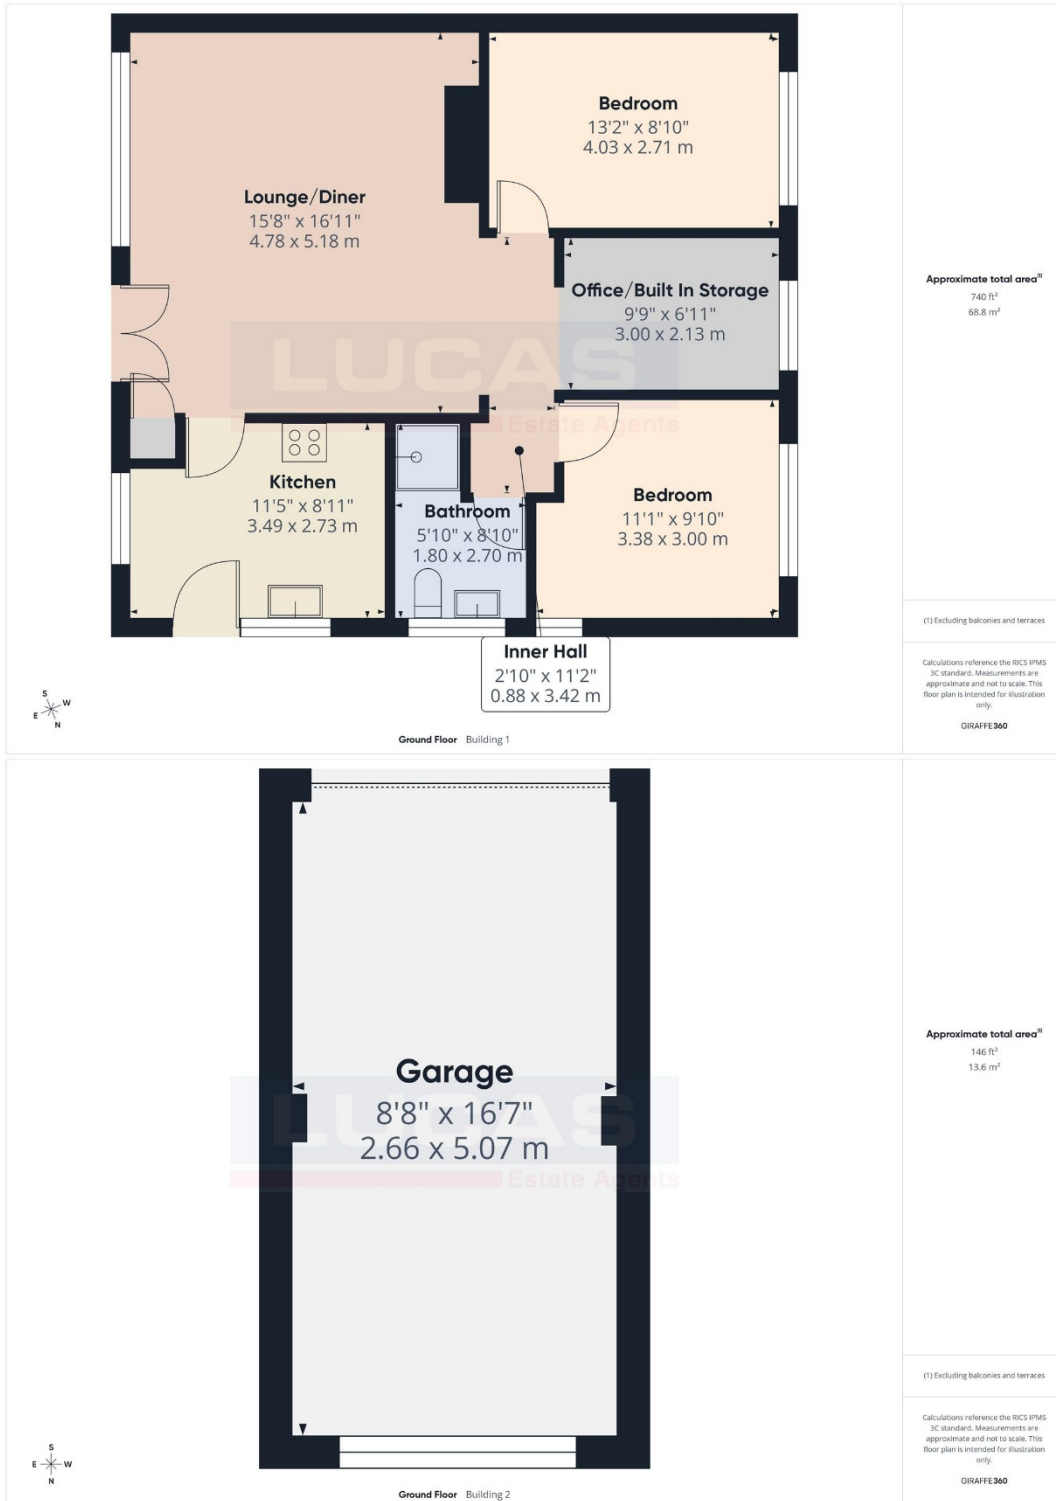 Bedroom
13'2" x 8'10"
4.03 x 2.71 m
Lounge/Diner
15'8" x 16'11"
4.78 x 5.18 m
Office/Built In Storage
9'9" x 6'11"
3.00 x 2.13 m
LUCAS
Estate Agents
Kitchen
11'5" x 8'11"
3.49 x 2.73 m
Bathroom
5'10" x 8'10"
1.80 x 2.70 m
Bedroom
11'1" x 9'10"
3.38 x 3.00 m
Inner Hall
2'10" x 11'2"
0.88 x 3.42 m
S
W
E
N
Ground Floor Building 1
Approximate total area(1)
740 ft²
68.8 m²
(1) Excluding balconies and terraces
Calculations reference the RICS IPMS
3C standard. Measurements are
approximate and not to scale. This
floor plan is intended for illustration
only.
GIRAFFE360
Garage
8'8" x 16'7"
2.66 x 5.07 m
LUCAS
Estate Agents
S
E W
N
Ground Floor Building 2
Approximate total area(1)
146 ft²
13.6 m²
(1) Excluding balconies and terraces
Calculations reference the RICS IPMS
3C standard. Measurements are
approximate and not to scale. This
floor plan is intended for illustration
only.
GIRAFFE360